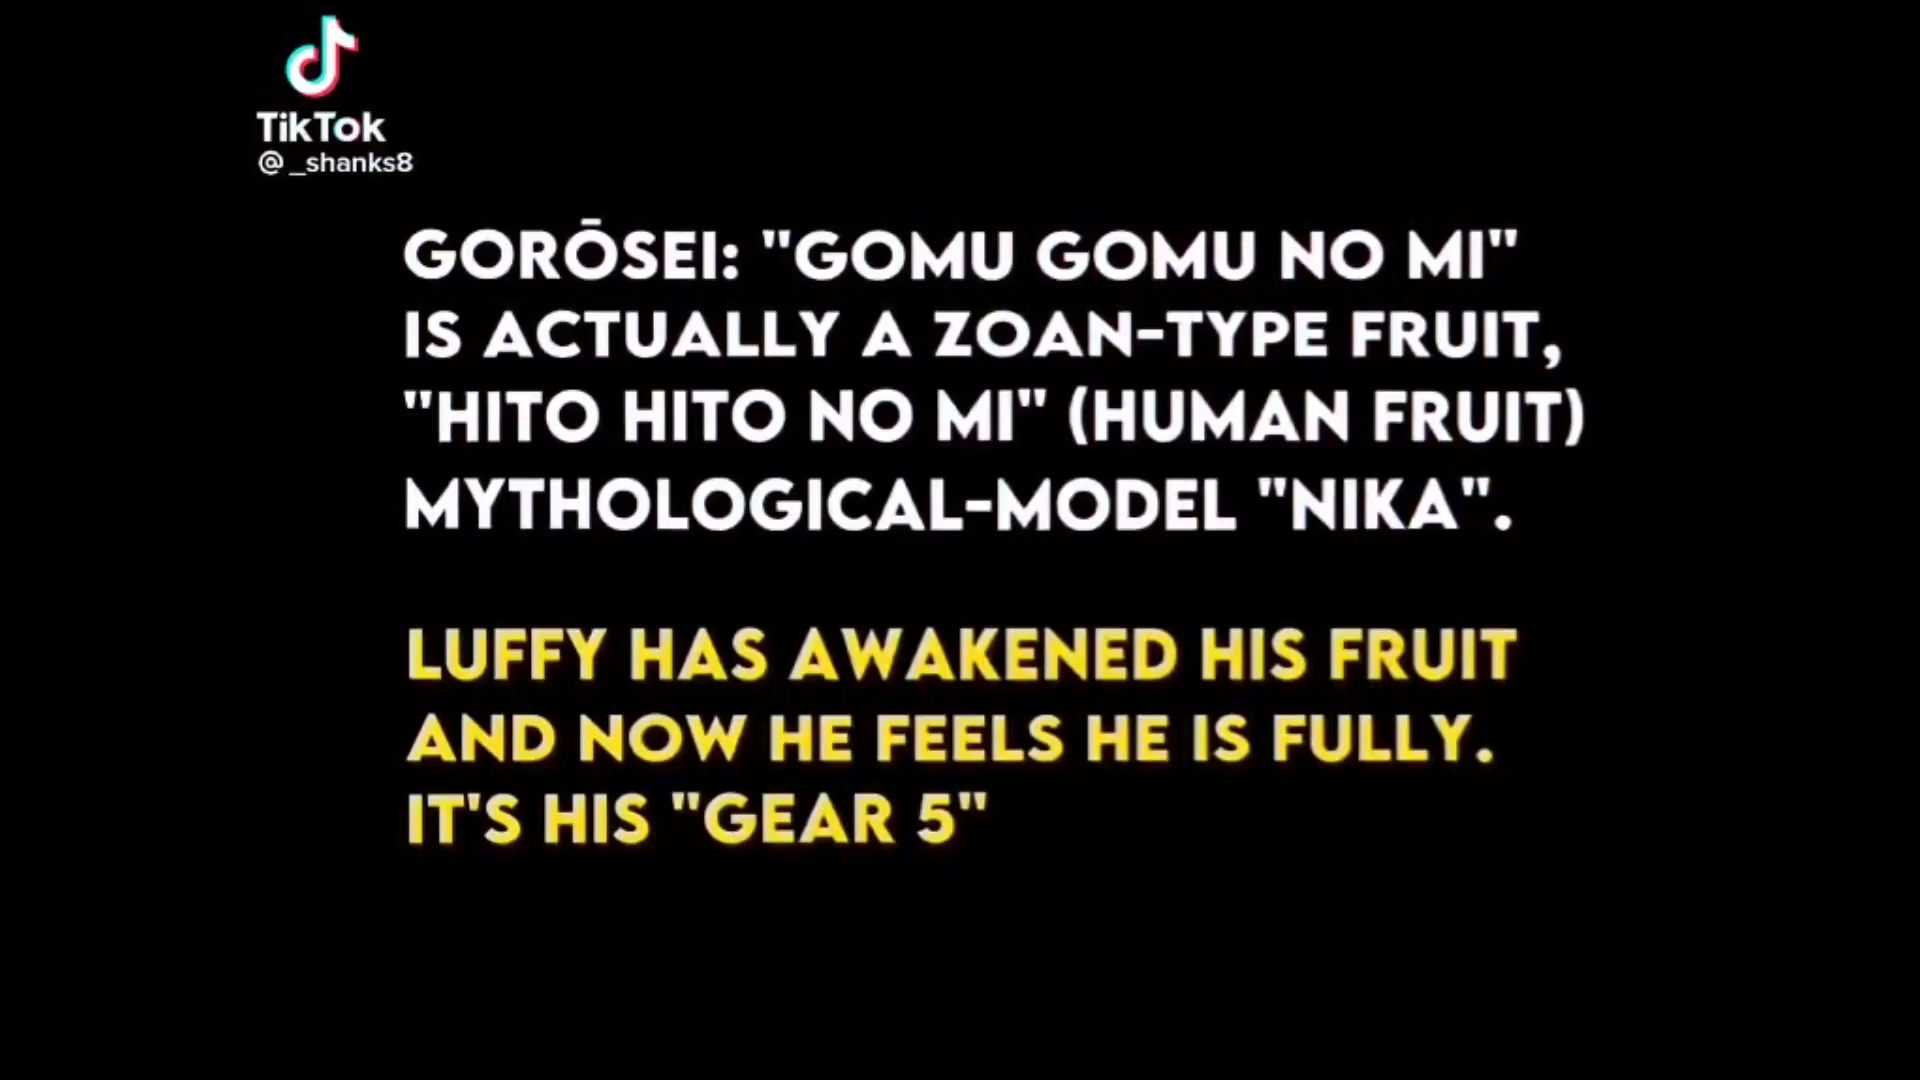 TikTok
@_shanks8
GORŌSEI: "GOMU GOMU NO MI"
IS ACTUALLY A ZOAN-TYPE FRUIT,
"HITO HITO NO MI" (HUMAN FRUIT)
MYTHOLOGICAL-MODEL "NIKA".
LUFFY HAS AWAKENED HIS FRUIT
AND NOW HE FEELS HE IS FULLY.
IT'S HIS "GEAR 5"